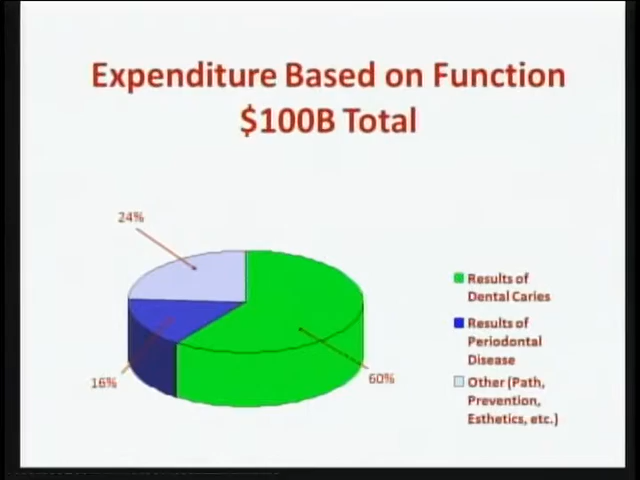 Expenditure Based on Function
$100B Total
24%
16%
60%
Results of
Dental Caries
Results of
Periodontal
Disease
Other (Path,
Prevention,
Esthetics, etc.)